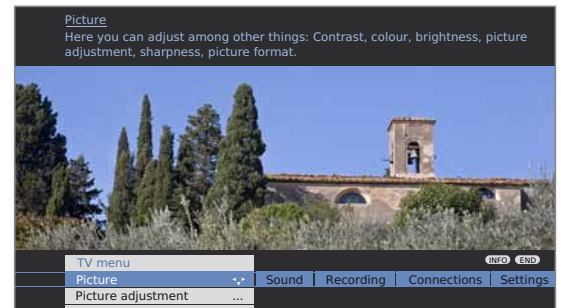 Picture
Here you can adjust among other things: Contrast, colour, brightness, picture
adjustment, sharpness, picture format.
TV menu
INFO END
Picture Sound Recording Connections Settings
Picture adjustment ...